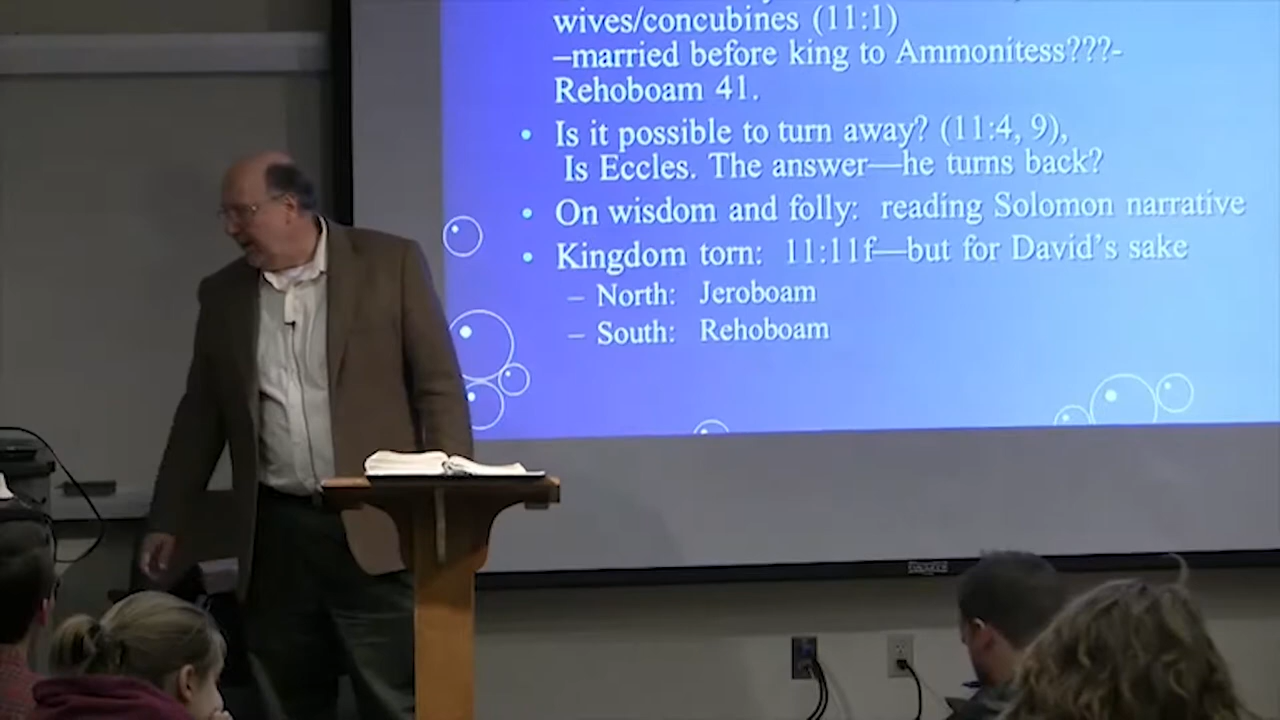 wives/concubines (11:1)
–married before king to Ammonitess???-
Rehoboam 41.
• Is it possible to turn away? (11:4, 9),
Is Eccles. The answer—he turns back?
• On wisdom and folly: reading Solomon narrative
• Kingdom torn: 11:11f—but for David's sake
– North: Jeroboam
– South: Rehoboam